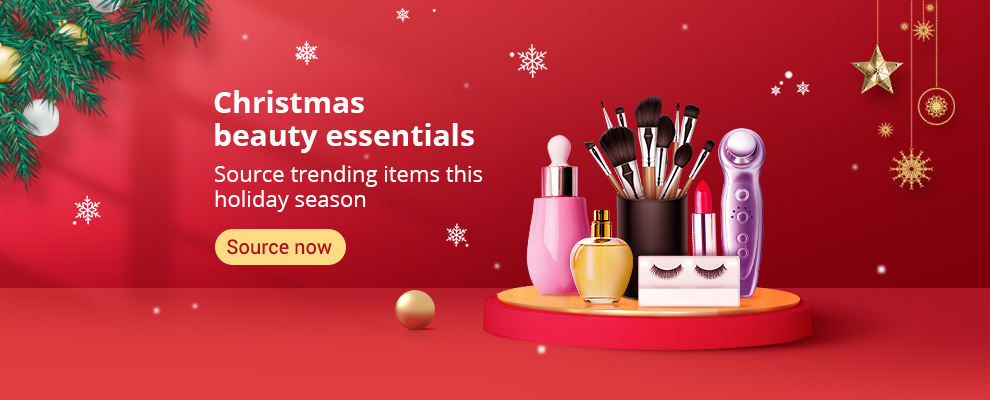 Christmas
beauty essentials
Source trending items this
holiday season
Source now